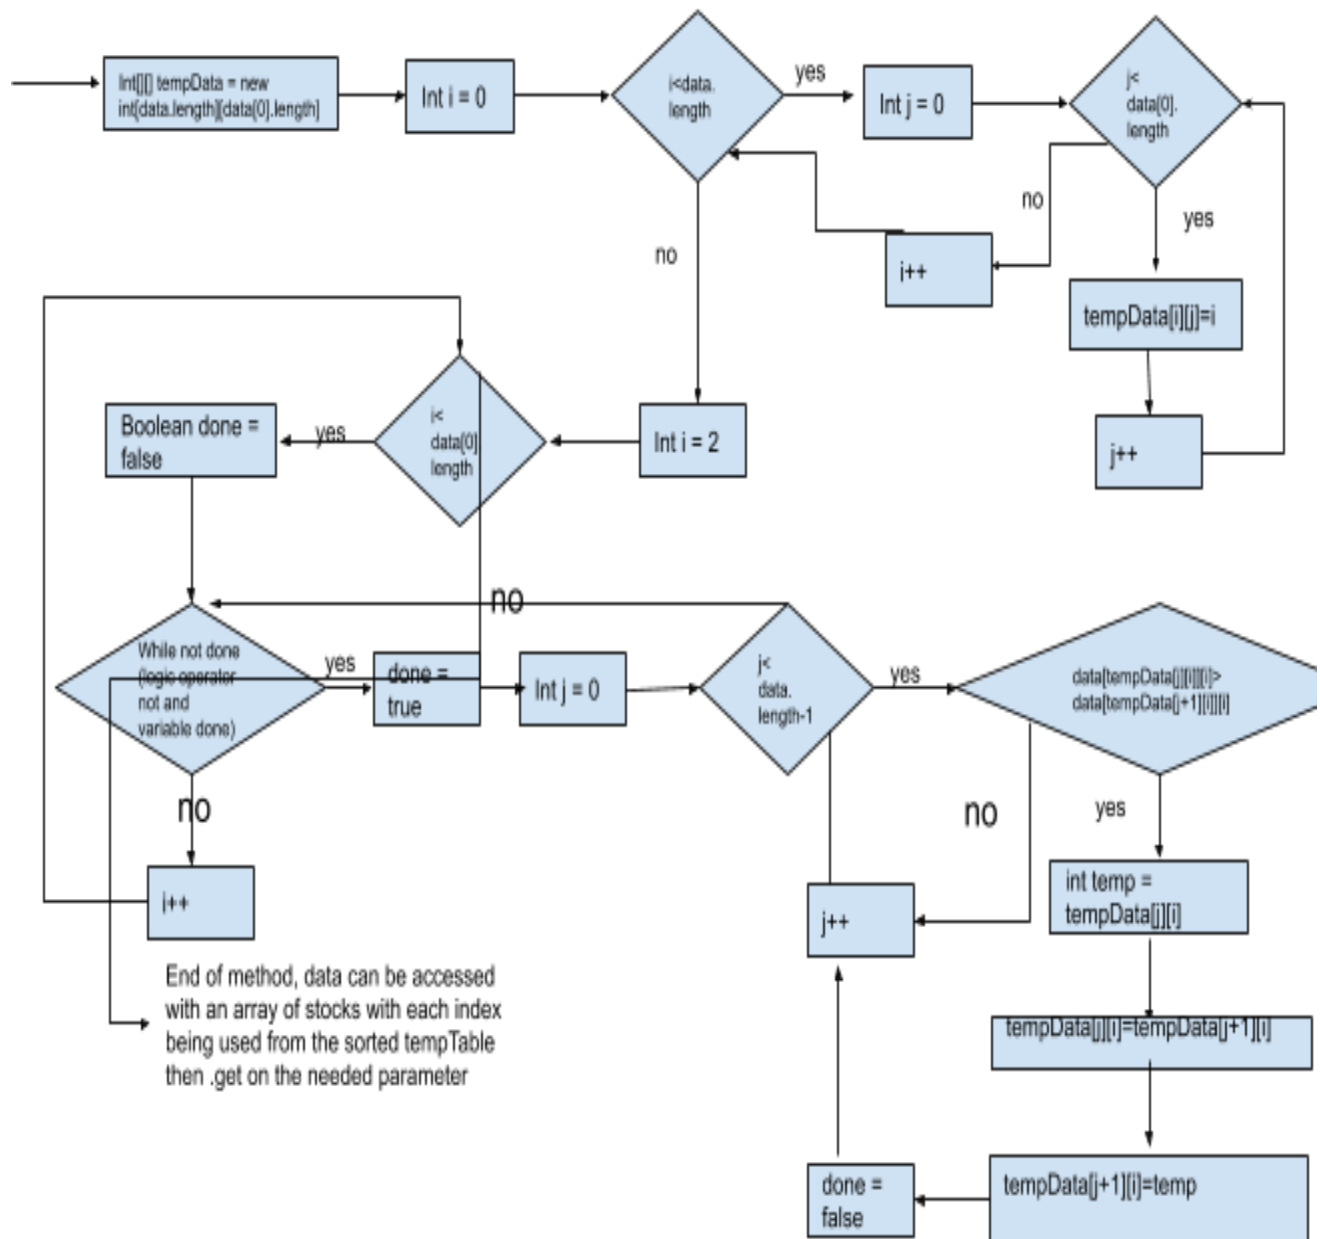 Int[][] tempData = new
int[data.length][data[0].length]
Int i = 0
i<data.
length
yes
Int j = 0
j<
data[0].
length
no
yes
i++
tempData[i][j]=i
j++
no
Int i = 2
i<
data[0]
length
yes
Boolean done =
false
While not done
(logic operator
not and
variable done)
yes
done =
true
Int j = 0
no
j<
data.
length-1
yes
data[tempData[j][i]][i]>
data[tempData[j+1][i]][i]
no
i++
no
yes
j++
int temp =
tempData[j][i]
tempData[j][i]=tempData[j+1][i]
tempData[j+1][i]=temp
done =
false
End of method, data can be accessed
with an array of stocks with each index
being used from the sorted tempTable
then .get on the needed parameter